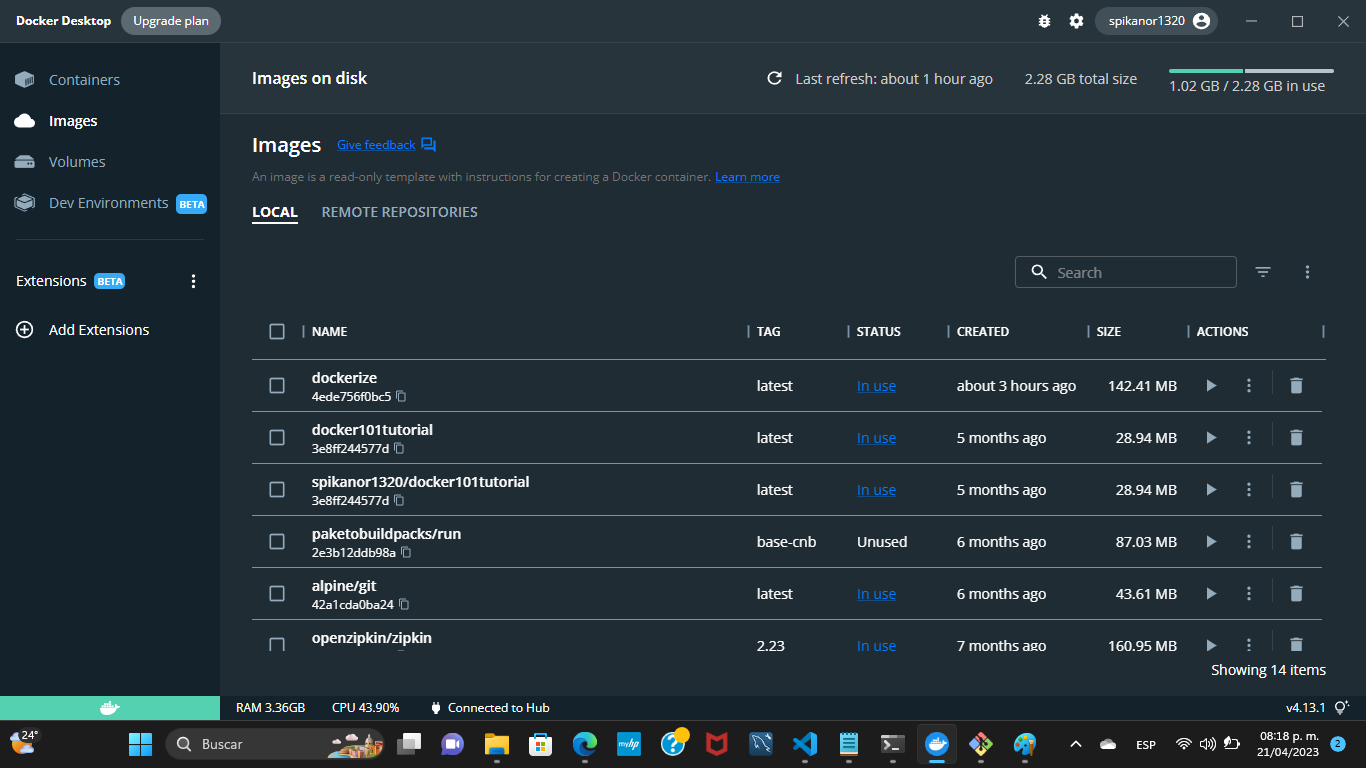 Docker Desktop Upgrade plan spikanor1320
Containers
Images
Volumes
Dev Environments BETA
Extensions BETA
Add Extensions
Images on disk Last refresh: about 1 hour ago 2.28 GB total size 1.02 GB / 2.28 GB in use
Images Give feedback
An image is a read-only template with instructions for creating a Docker container. Learn more
LOCAL REMOTE REPOSITORIES
Search
NAME TAG STATUS CREATED SIZE ACTIONS
dockerize
4ede756f0bc5
latest In use about 3 hours ago 142.41 MB
docker101tutorial
3e8ff244577d
latest In use 5 months ago 28.94 MB
spikanor1320/docker101tutorial
3e8ff244577d
latest In use 5 months ago 28.94 MB
paketobuildpacks/run
2e3b12ddb98a
base-cnb Unused 6 months ago 87.03 MB
alpine/git
42a1cda0ba24
latest In use 6 months ago 43.61 MB
openzipkin/zipkin
2.23 In use 7 months ago 160.95 MB
Showing 14 items
RAM 3.36GB CPU 43.90% Connected to Hub v4.13.1
24° Buscar myhp ESP 08:18 p. m.
21/04/2023 2